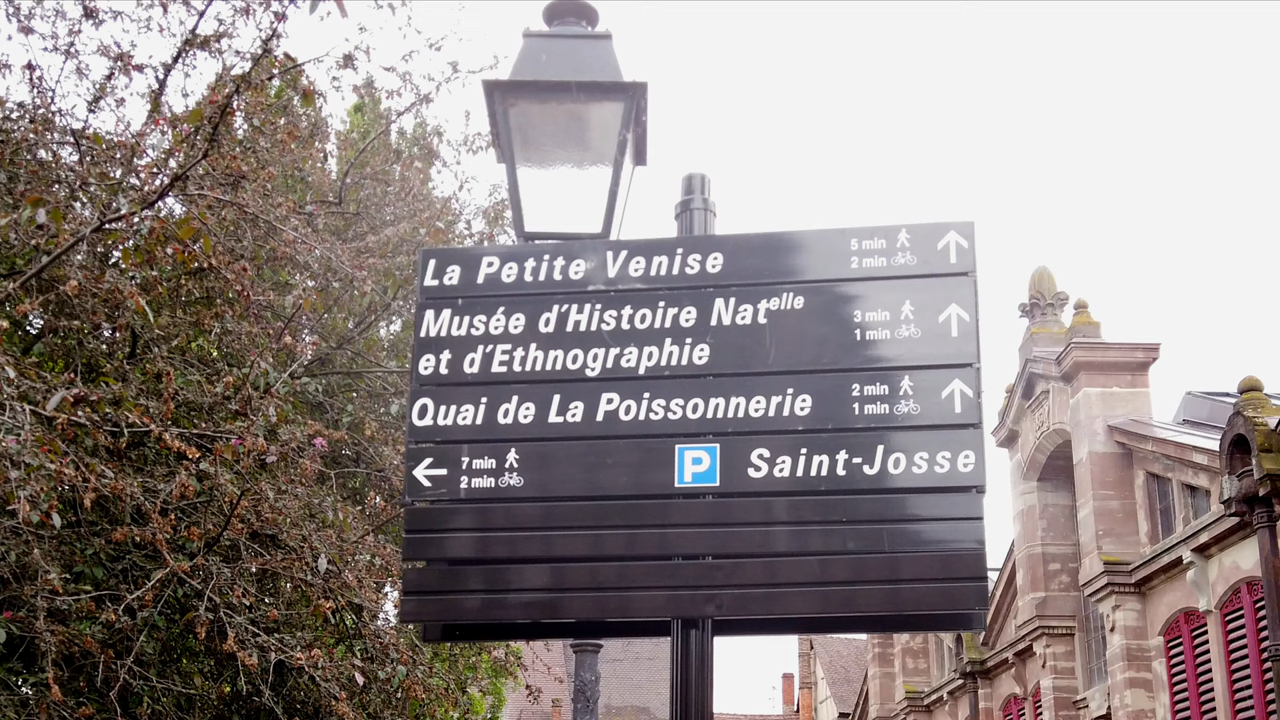 La Petite Venise 5 min
2 min
Musée d'Histoire Natelle 3 min
et d'Ethnographie 1 min
Quai de La Poissonnerie 2 min
1 min
7 min P Saint-Josse
2 min